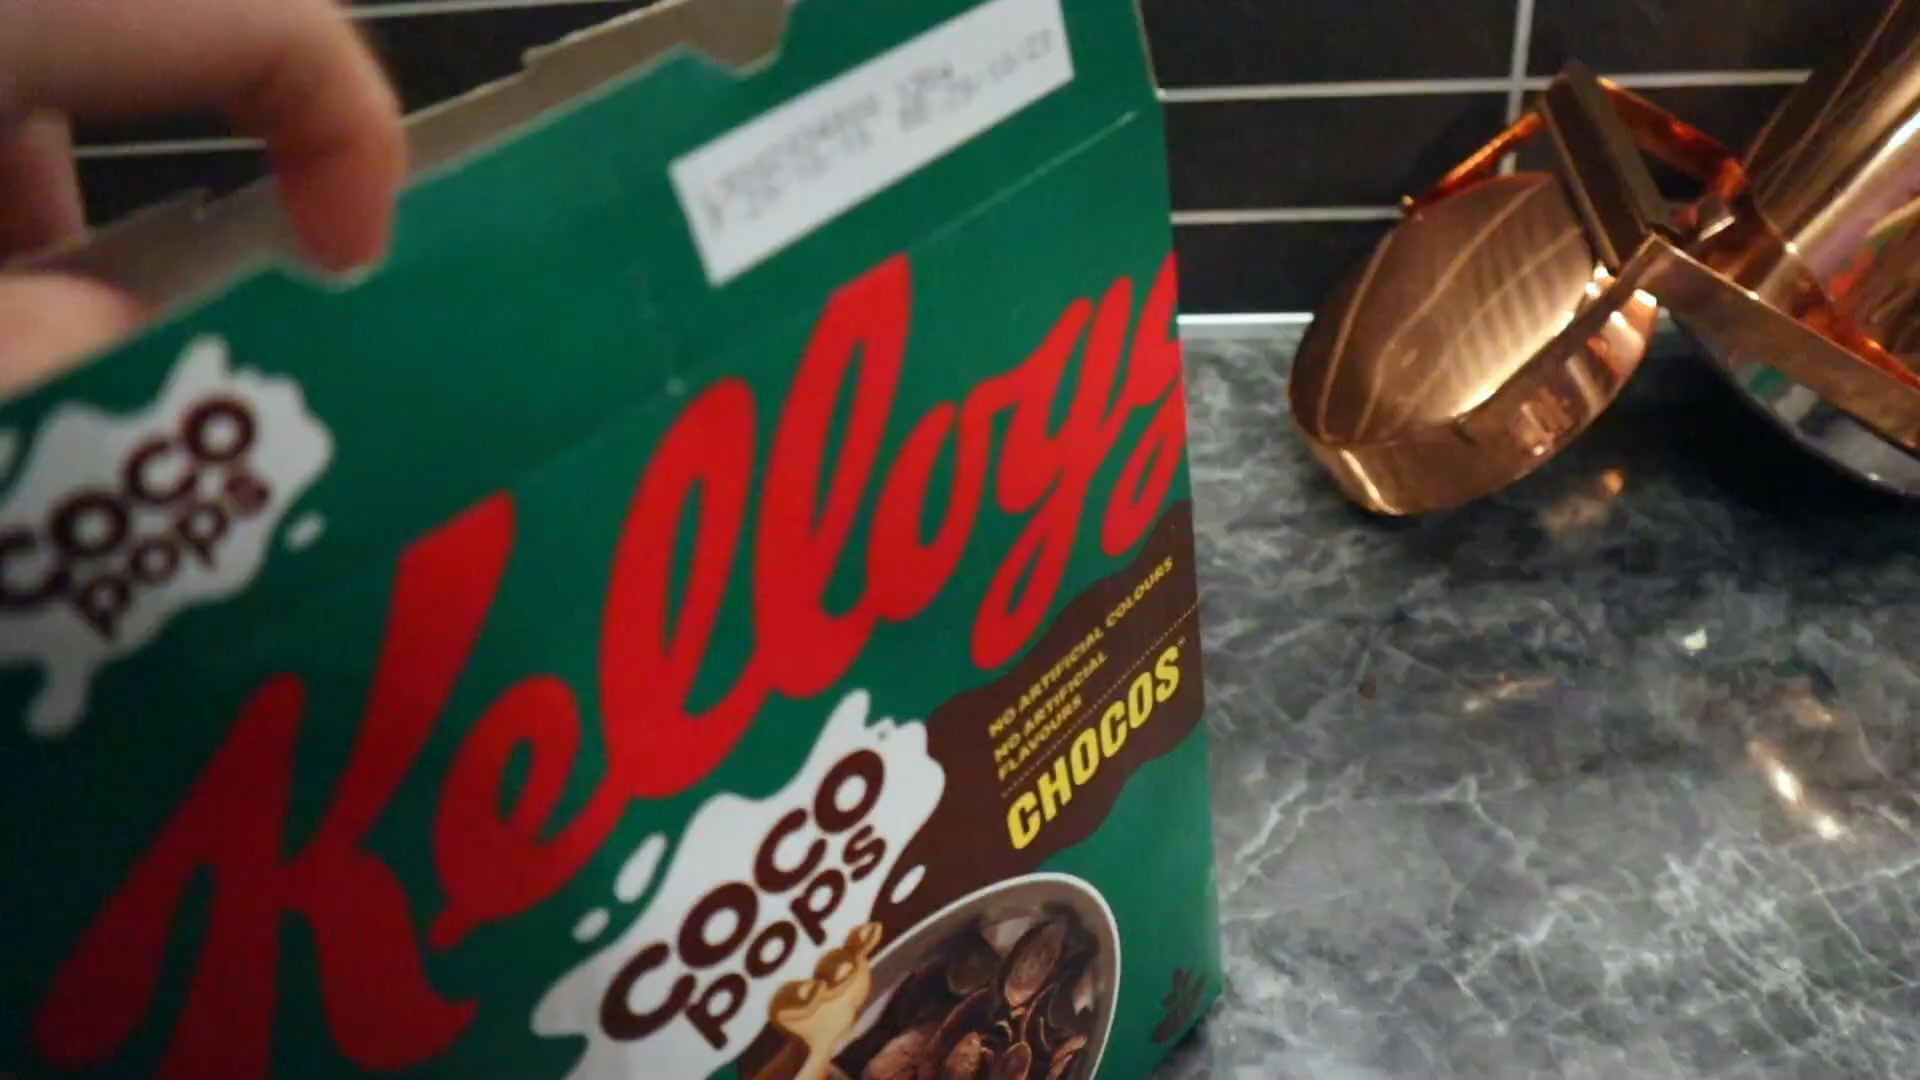 coco
pops
Kellogg
NO ARTIFICIAL COLOURS
NO ARTIFICIAL
FLAVOURS
CHOCOS
coco
pops